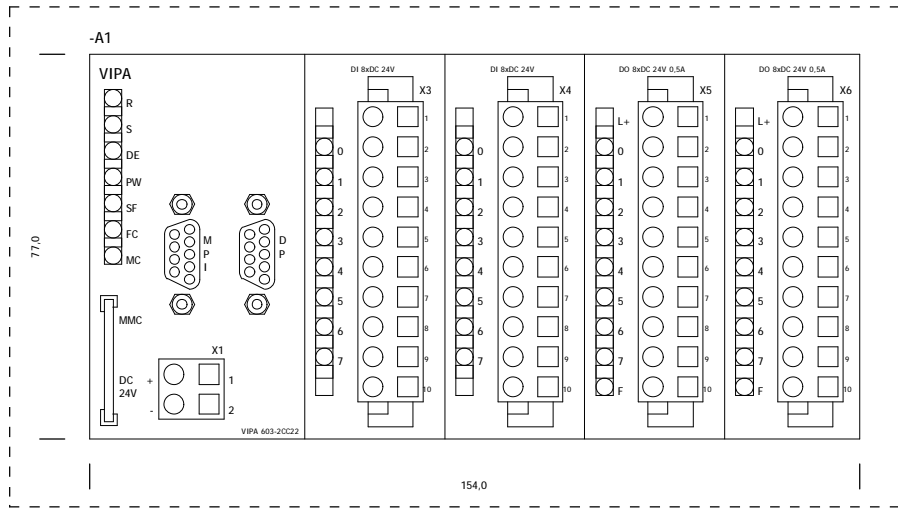 -A1
VIPA
R
S
DE
PW
SF
FC
MC
MPI
DP
MMC
DC
24V
X1
+ 1
- 2
VIPA 603-2CC22
DI 8xDC 24V
X3
1
0 2
1 3
2 4
3 5
4 6
5 7
6 8
7 9
10
DI 8xDC 24V
X4
1
0 2
1 3
2 4
3 5
4 6
5 7
6 8
7 9
10
DO 8xDC 24V 0,5A
X5
L+ 1
0 2
1 3
2 4
3 5
4 6
5 7
6 8
7 9
F 10
DO 8xDC 24V 0,5A
X6
L+ 1
0 2
1 3
2 4
3 5
4 6
5 7
6 8
7 9
F 10
77,0
154,0